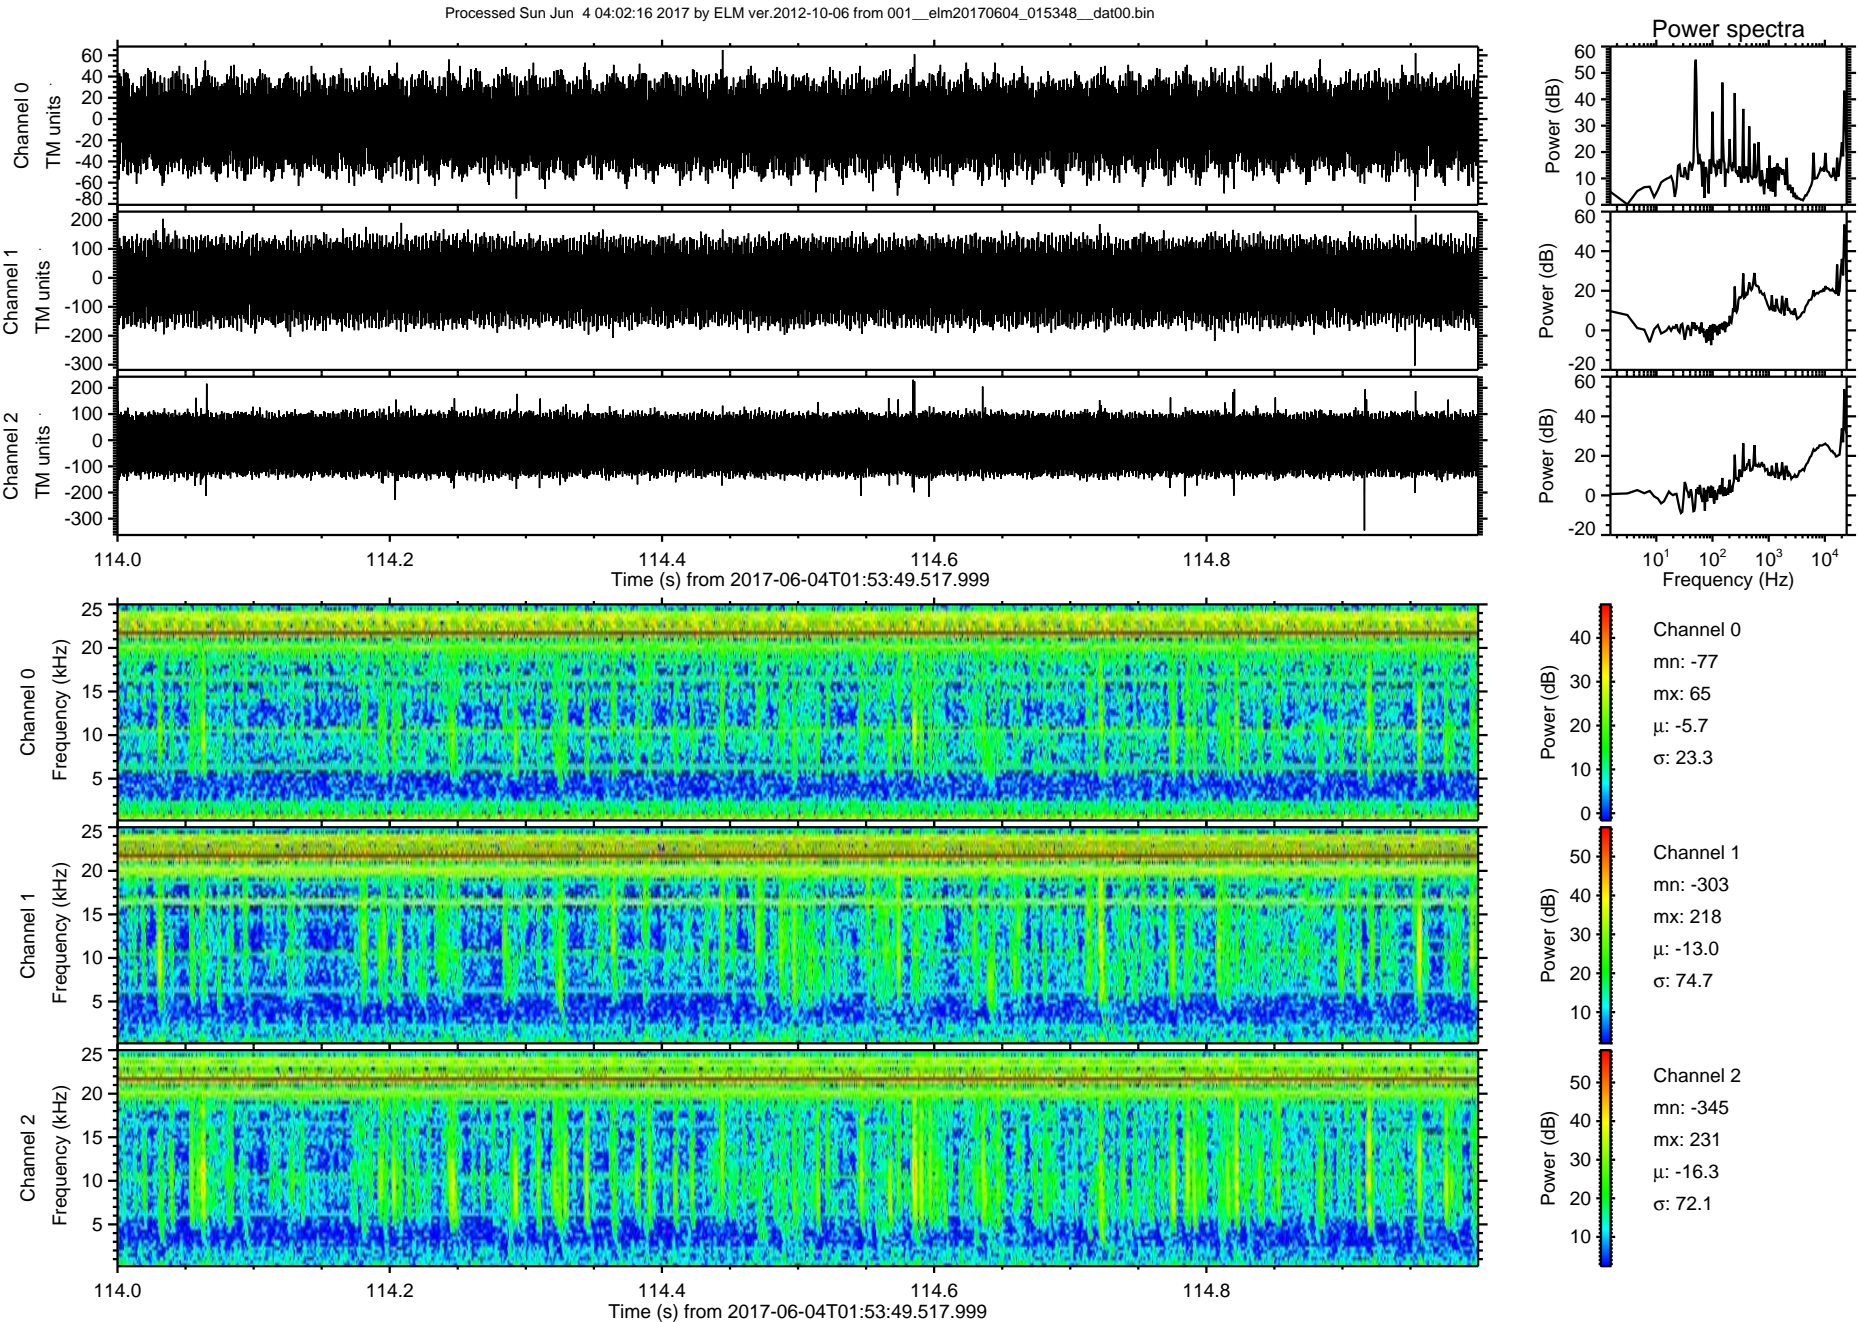 Processed Sun Jun  4 04:02:16 2017 by ELM ver.2012-10-06 from 001__elm20170604_015348__dat00.bin
Power spectra
Channel 0
TM units
60
40
20
0
-20
-40
-60
-80
Power (dB)
60
50
40
30
20
10
0
Channel 1
TM units
200
100
0
-100
-200
-300
Power (dB)
60
40
20
0
-20
Channel 2
TM units
200
100
0
-100
-200
-300
Power (dB)
60
40
20
0
-20
114.0 114.2 114.4 114.6 114.8
Time (s) from 2017-06-04T01:53:49.517.999
10¹ 10² 10³ 10⁴
Frequency (Hz)
Channel 0
Frequency (kHz)
25
20
15
10
5
Power (dB)
40
30
20
10
0
Channel 0
mn: -77
mx: 65
μ: -5.7
σ: 23.3
Channel 1
Frequency (kHz)
25
20
15
10
5
Power (dB)
50
40
30
20
10
Channel 1
mn: -303
mx: 218
μ: -13.0
σ: 74.7
Channel 2
Frequency (kHz)
25
20
15
10
5
Power (dB)
50
40
30
20
10
Channel 2
mn: -345
mx: 231
μ: -16.3
σ: 72.1
114.0 114.2 114.4 114.6 114.8
Time (s) from 2017-06-04T01:53:49.517.999